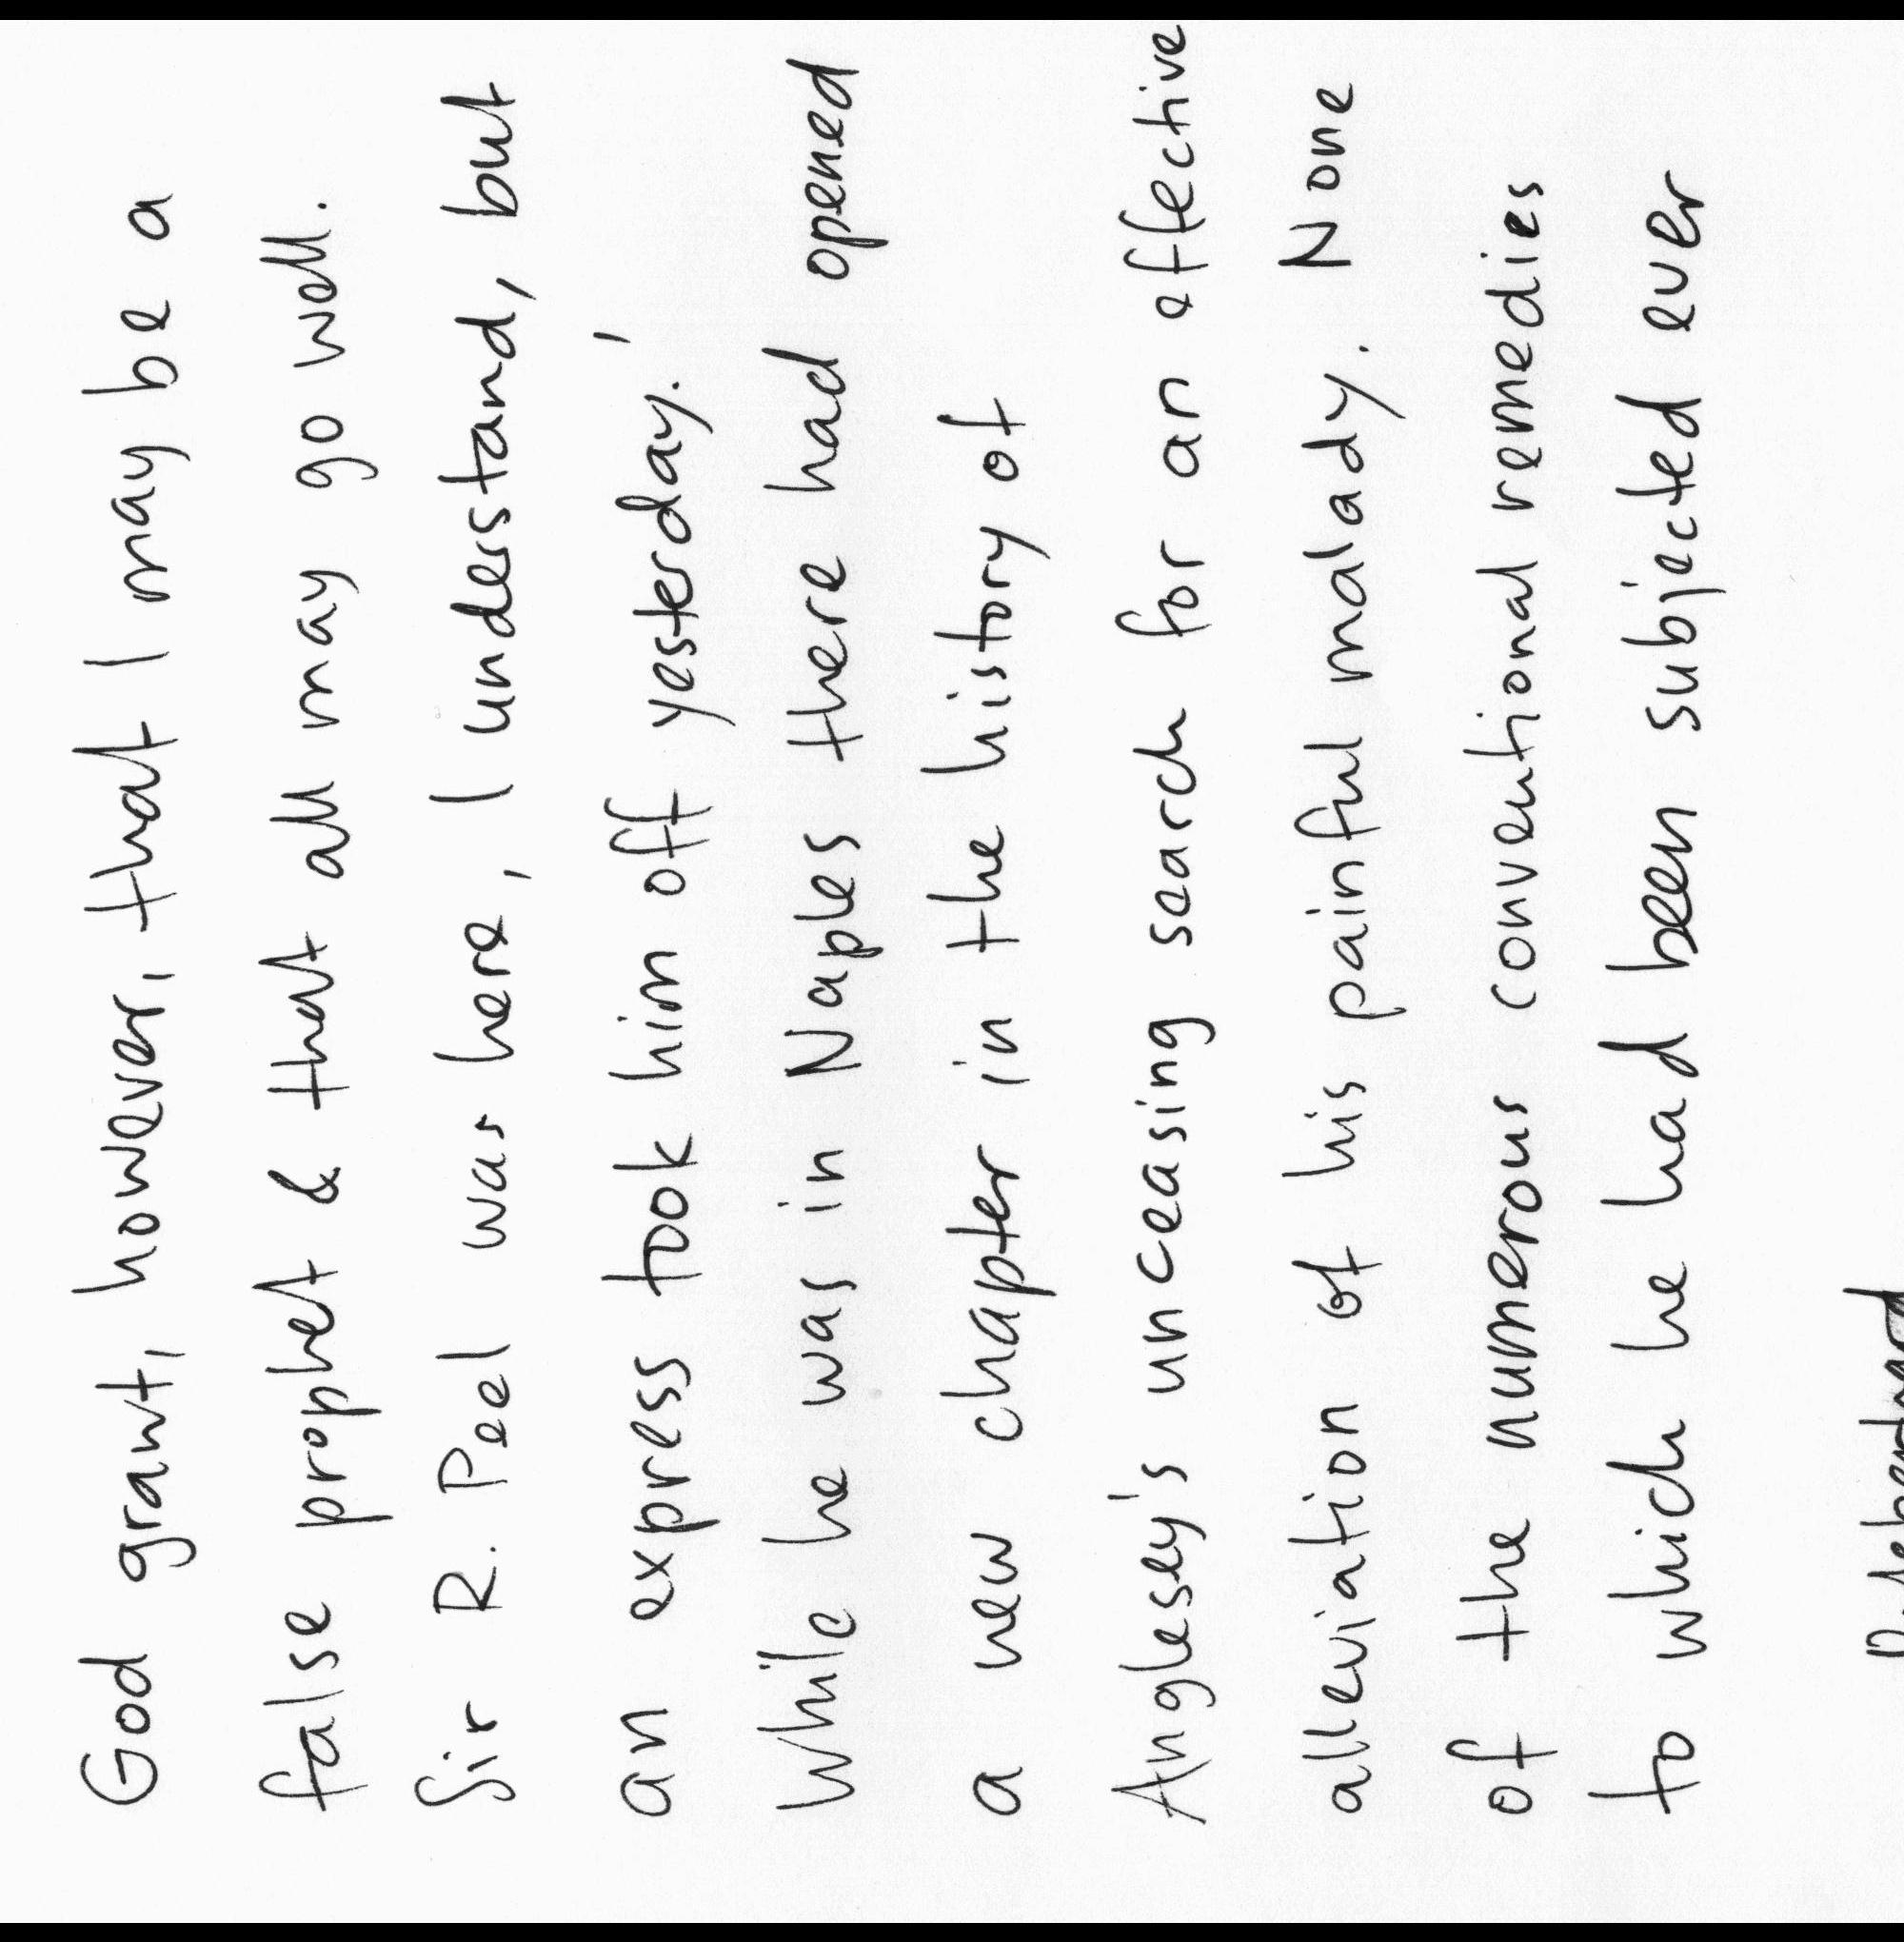 God grant, however, that I may be a
false prophet & that all may go well.
Sir R. Peel was here, I understand, but
an express took him off yesterday.'
While he was in Naples there had opened
a new chapter in the history of
Anglesey's unceasing search for an effective
alleviation of his painful malady. None
of the numerous conventional remedies
to which he had been subjected ever